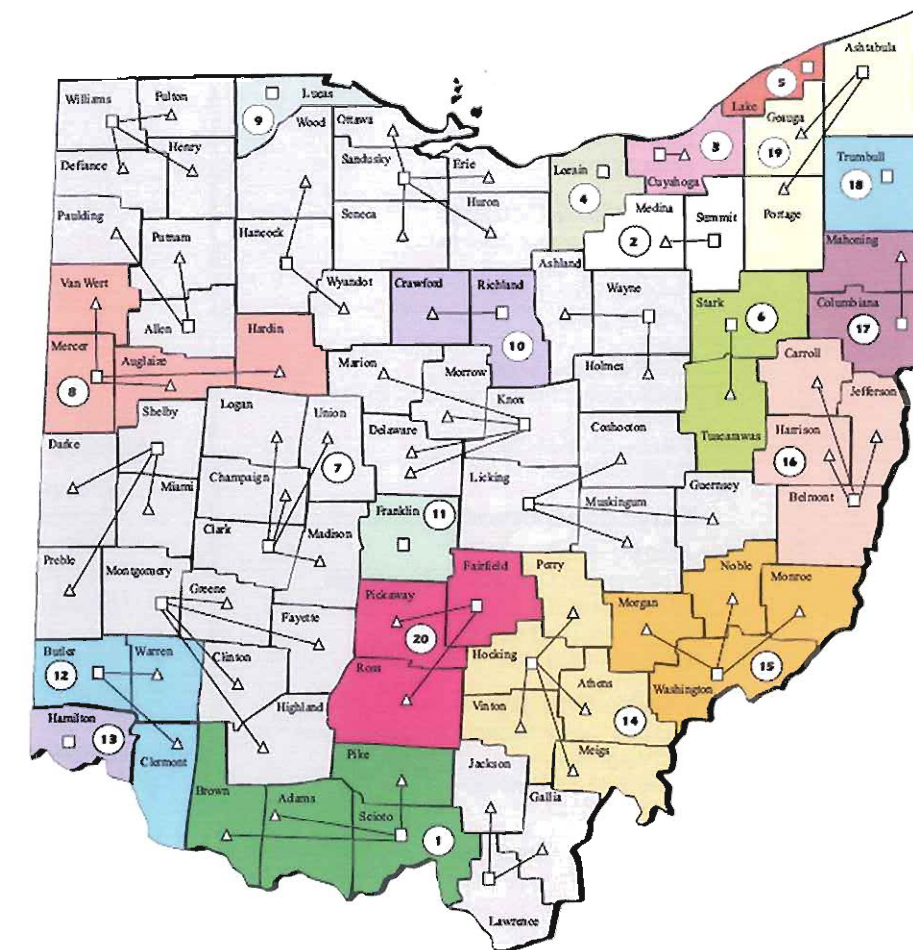 Ashtabula
5
Lake
Geauga
Williams
Fulton
Lucas
9
Wood
Ottawa
3
19
Trumbull
18
Henry
Defiance
Sandusky
Erie
Lorain
4
Cuyahoga
Medina
Summit
Portage
2
Paulding
Putnam
Hancock
Seneca
Huron
Ashland
Mahoning
Van Wert
Allen
Wyandot
Crawford
Richland
Wayne
Stark
6
Columbiana
17
10
Mercer
8
Auglaize
Hardin
Marion
Morrow
Holmes
Carroll
Jefferson
Shelby
Logan
Union
7
Delaware
Knox
Coshocton
Tuscarawas
Harrison
16
Darke
Miami
Champaign
Licking
Muskingum
Guernsey
Belmont
Clark
Madison
Franklin
11
Preble
Montgomery
Greene
Fayette
Pickaway
20
Fairfield
Perry
Morgan
Noble
Monroe
Butler
12
Warren
Clinton
Ross
Hocking
Athens
Washington
15
Hamilton
13
Clermont
Highland
Vinton
14
Meigs
Pike
Jackson
Gallia
Brown
Adams
Scioto
1
Lawrence